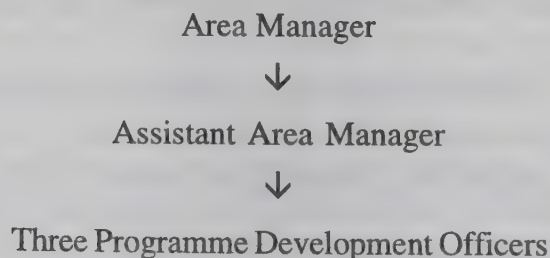 Area Manager
↓
Assistant Area Manager
↓
Three Programme Development Officers